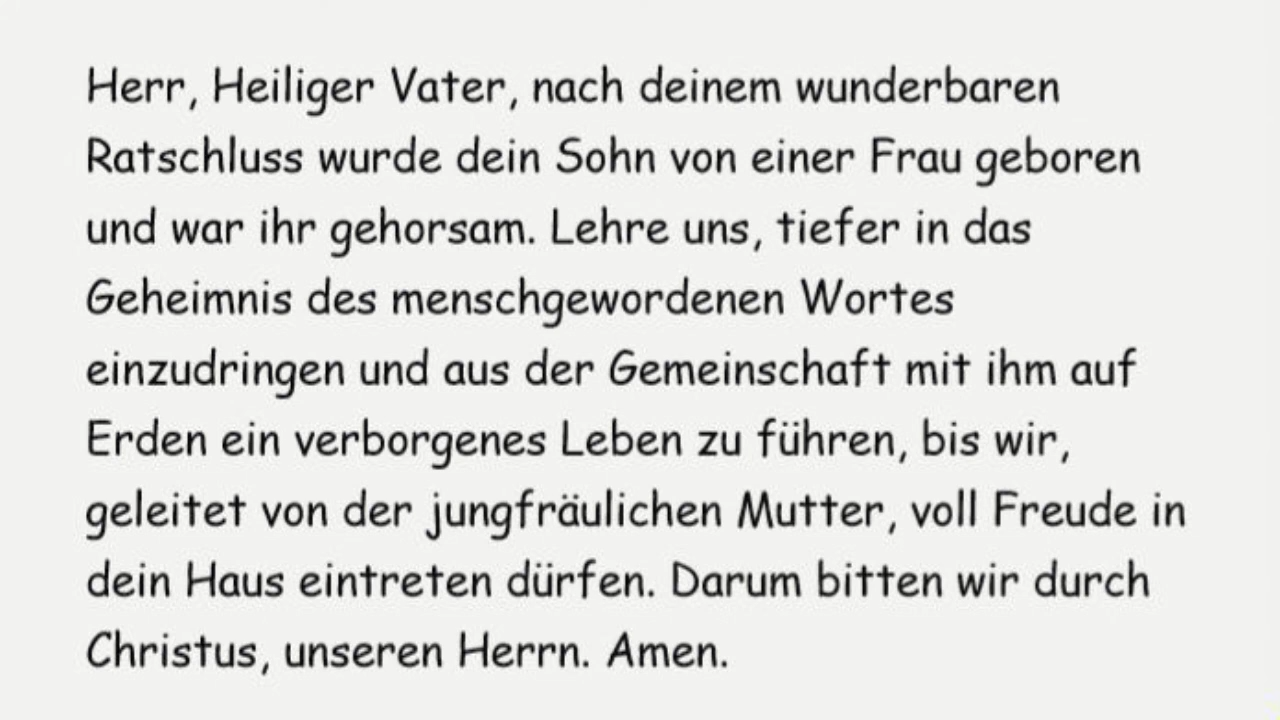 Herr, Heiliger Vater, nach deinem wunderbaren
Ratschluss wurde dein Sohn von einer Frau geboren
und war ihr gehorsam. Lehre uns, tiefer in das
Geheimnis des menschgewordenen Wortes
einzudringen und aus der Gemeinschaft mit ihm auf
Erden ein verborgenes Leben zu führen, bis wir,
geleitet von der jungfräulichen Mutter, voll Freude in
dein Haus eintreten dürfen. Darum bitten wir durch
Christus, unseren Herrn. Amen.